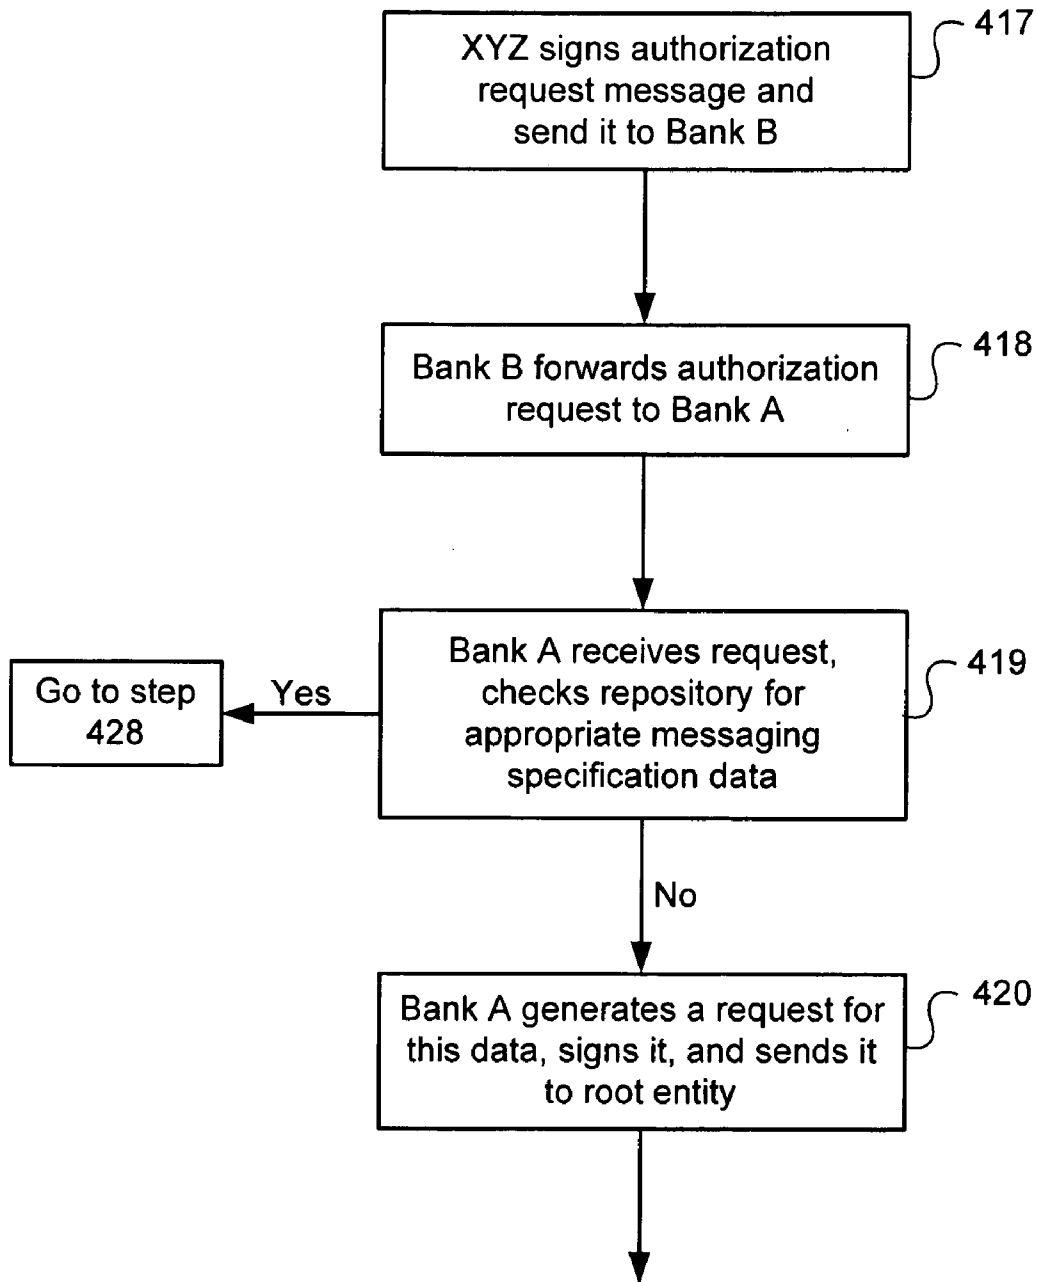 XYZ signs authorization
request message and
send it to Bank B
417
Bank B forwards authorization
request to Bank A
418
Bank A receives request,
checks repository for
appropriate messaging
specification data
419
Yes
Go to step
428
No
Bank A generates a request for
this data, signs it, and sends it
to root entity
420